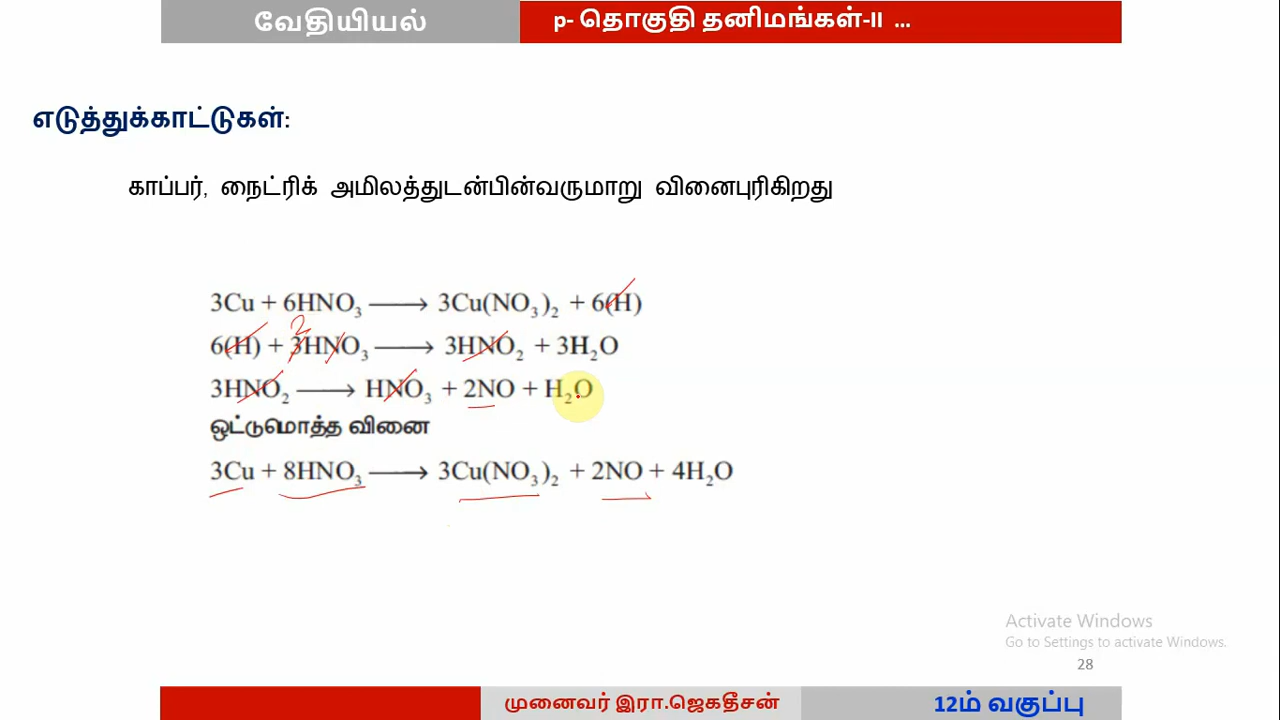 வேதியியல்
p- தொகுதி தனிமங்கள்-II ...
எடுத்துக்காட்டுகள்:
காப்பர், நைட்ரிக் அமிலத்துடன்பின்வருமாறு வினைபுரிகிறது
3Cu + 6HNO₃ ⟶ 3Cu(NO₃)₂ + 6(H)
2
6(H) + 3HNO₃ ⟶ 3HNO₂ + 3H₂O
3HNO₂ ⟶ HNO₃ + 2NO + H₂O
ஒட்டுமொத்த வினை
3Cu + 8HNO₃ ⟶ 3Cu(NO₃)₂ + 2NO + 4H₂O
Activate Windows
Go to Settings to activate Windows.
28
முனைவர் இரா.ஜெகதீசன்
12ம் வகுப்பு